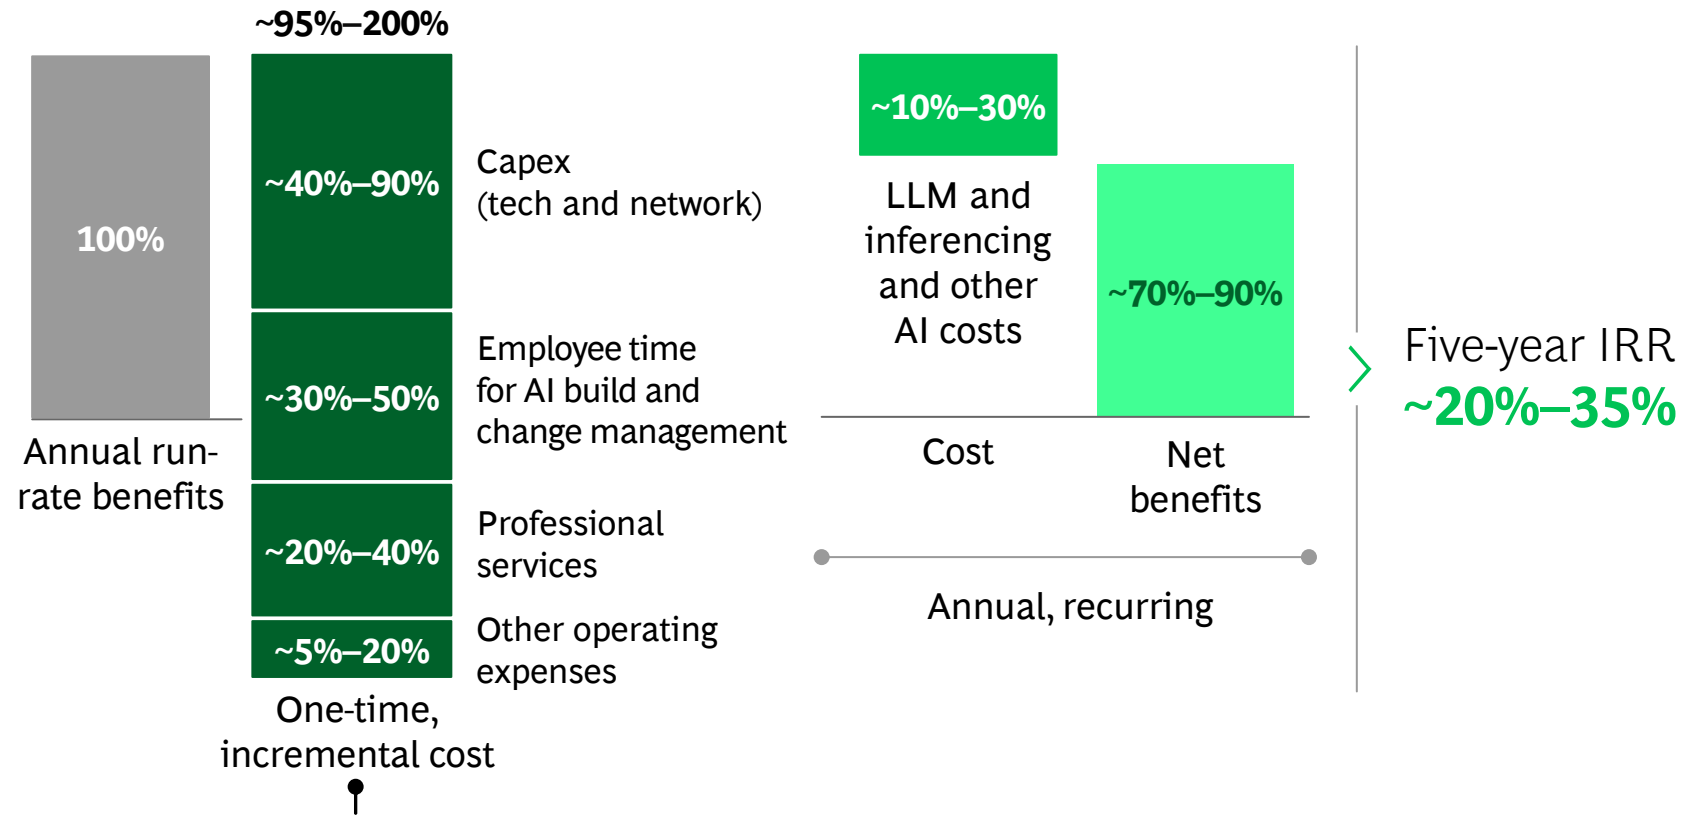 100%
Annual run-
rate benefits
~95%–200%
~40%–90%
Capex
(tech and network)
~30%–50%
Employee time
for AI build and
change management
~20%–40%
Professional
services
~5%–20%
Other operating
expenses
One-time,
incremental cost
~10%–30%
LLM and
inferencing
and other
AI costs
Cost
~70%–90%
Net
benefits
Annual, recurring
Five-year IRR
~20%–35%